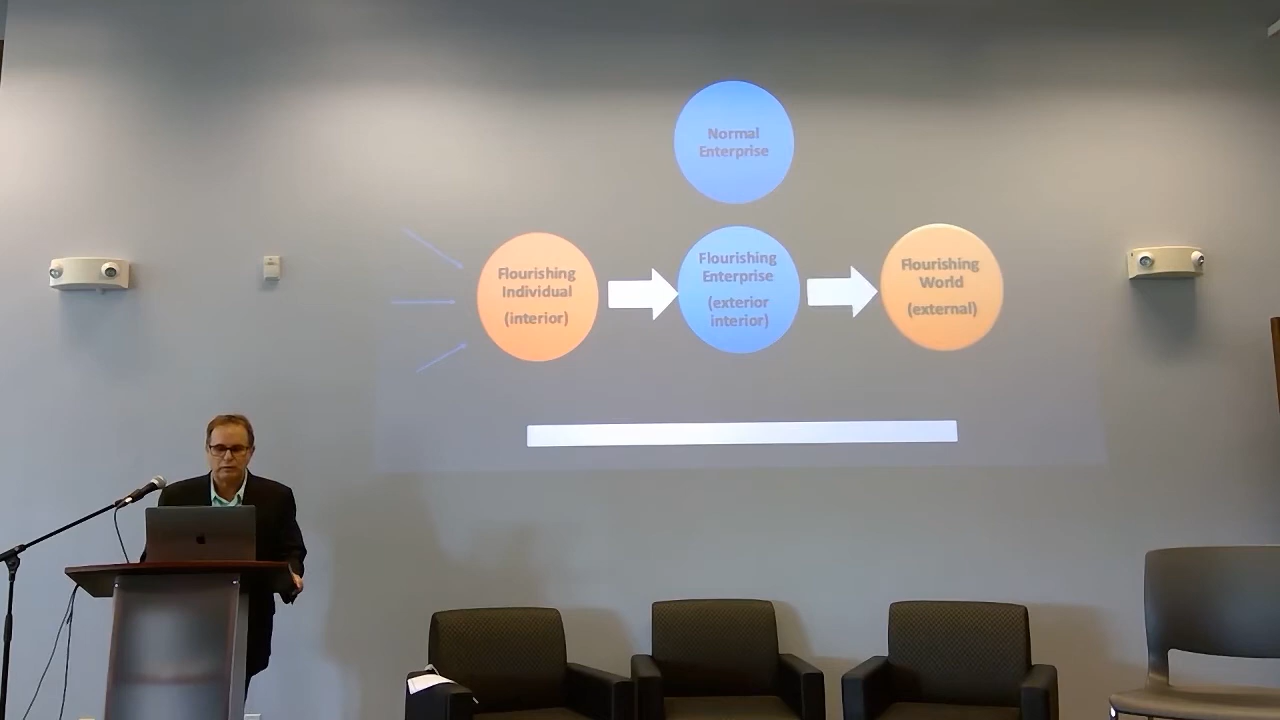 Normal
Enterprise
Flourishing
Individual
(interior)
Flourishing
Enterprise
(exterior
interior)
Flourishing
World
(external)